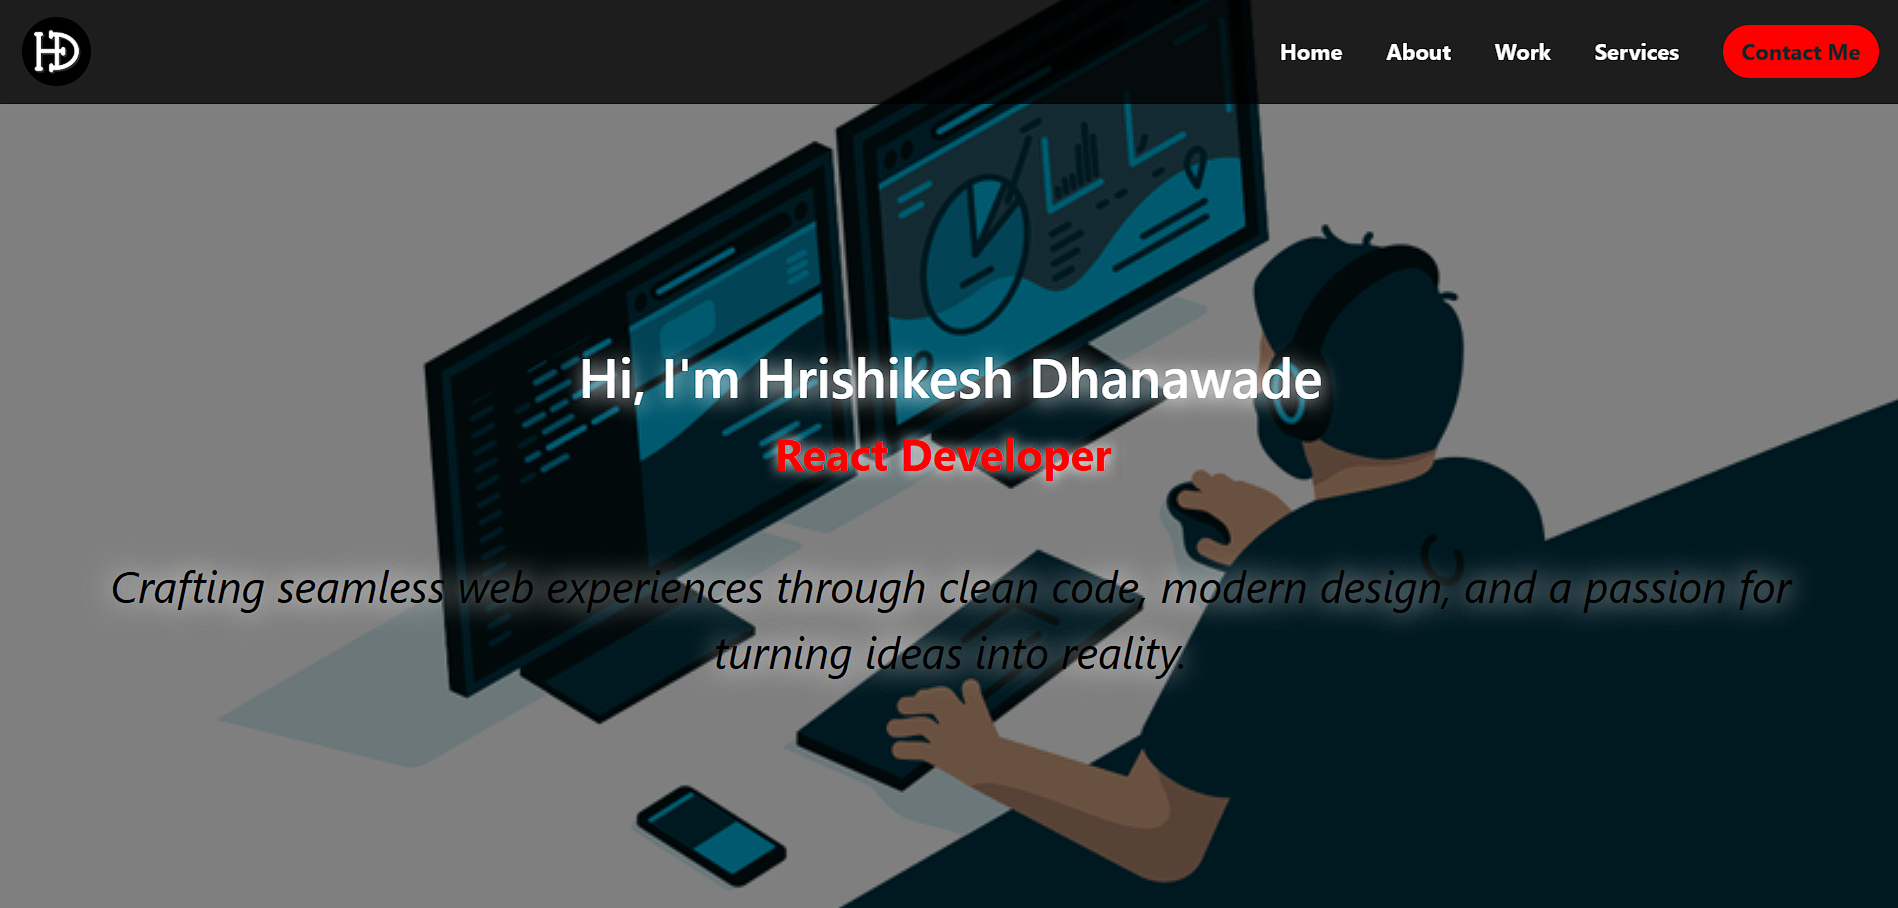 HD
Home About Work Services Contact Me
Hi, I'm Hrishikesh Dhanawade
React Developer
Crafting seamless web experiences through clean code, modern design, and a passion for
turning ideas into reality.